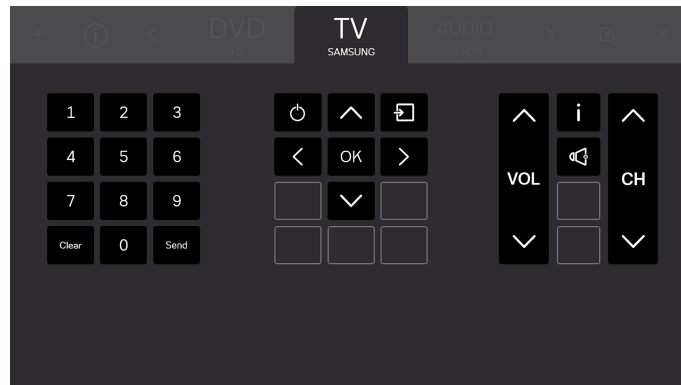 DVD
TV
AUDIO
LG
SAMSUNG
1 2 3
i
4 5 6
OK
VOL
CH
7 8 9
Clear 0 Send